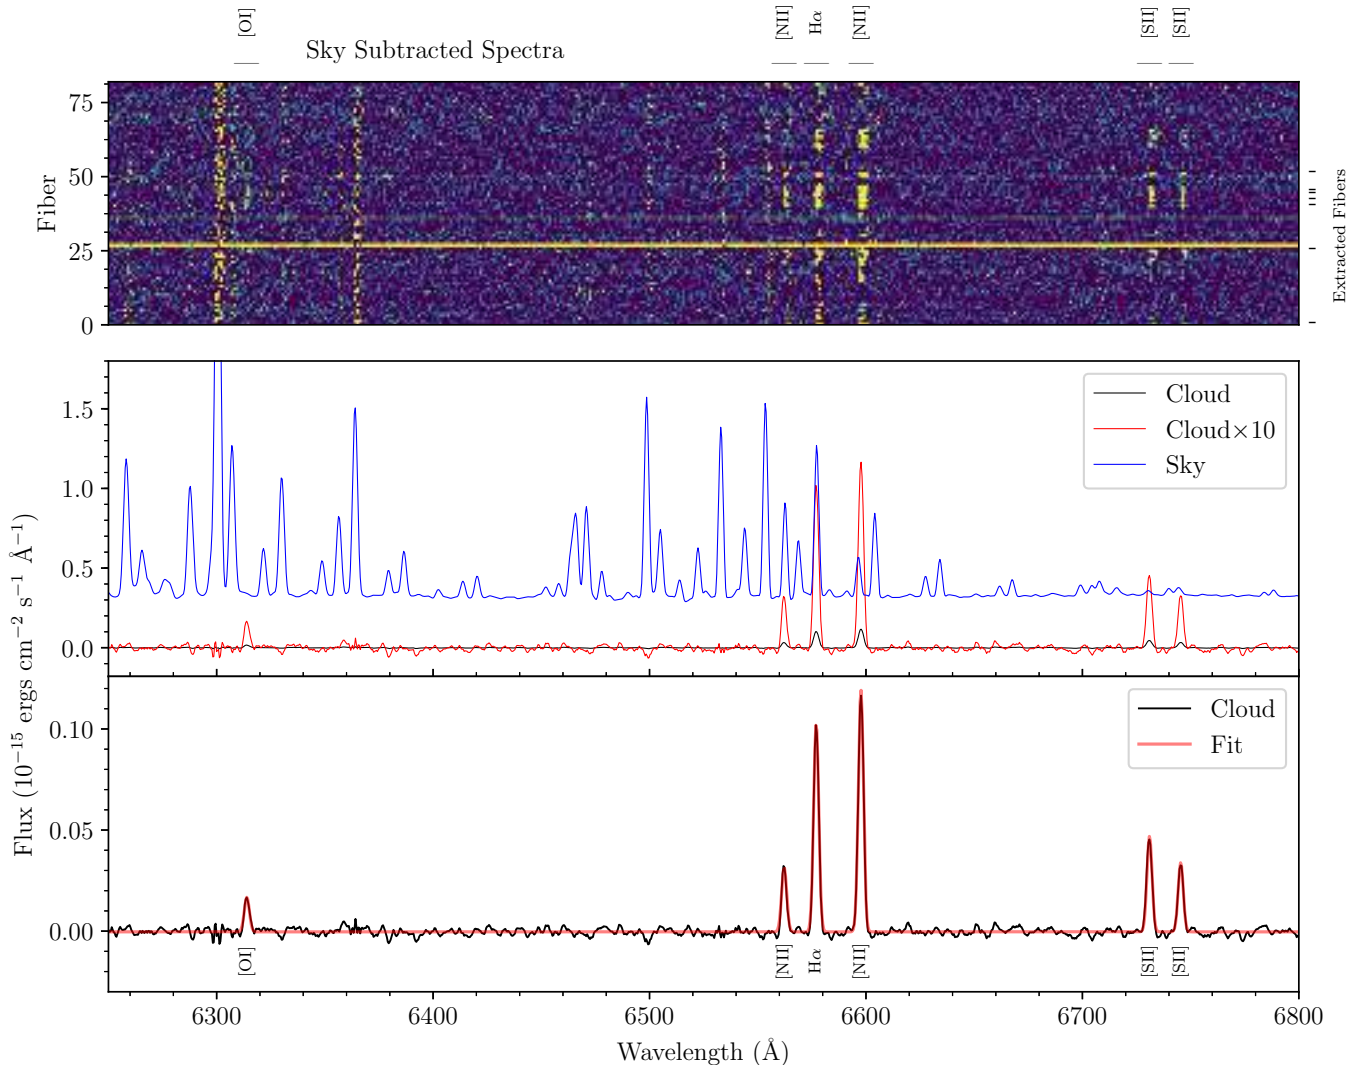 [OI]
[NII]
Hα
[NII]
[SII]
[SII]
Sky Subtracted Spectra
75
50
25
0
Fiber
Extracted Fibers
1.5
1.0
0.5
0.0
Cloud
Cloud×10
Sky
Flux (10⁻¹⁵ ergs cm⁻² s⁻¹ Å⁻¹)
0.10
0.05
0.00
Cloud
Fit
[OI]
[NII]
Hα
[NII]
[SII]
[SII]
6300 6400 6500 6600 6700 6800
Wavelength (Å)